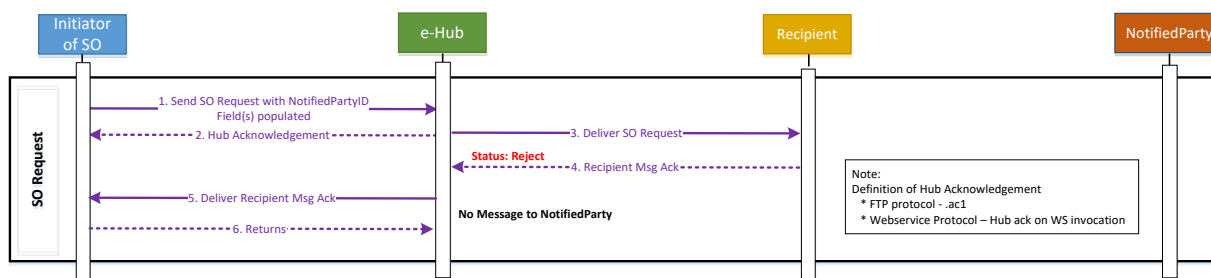 Initiator
of SO
e-Hub
Recipient
NotifiedParty
SO Request
1. Send SO Request with NotifiedPartyID
Field(s) populated
2. Hub Acknowledgement
3. Deliver SO Request
Status: Reject
4. Recipient Msg Ack
5. Deliver Recipient Msg Ack
No Message to NotifiedParty
6. Returns
Note:
Definition of Hub Acknowledgement
* FTP protocol - .ac1
* Webservice Protocol – Hub ack on WS invocation